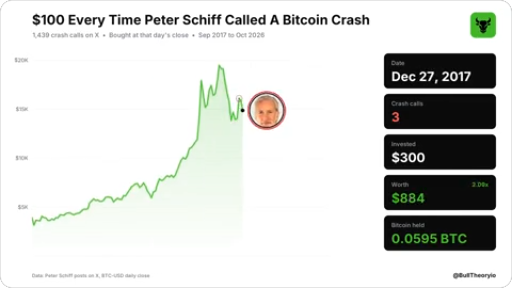 $100 Every Time Peter Schiff Called A Bitcoin Crash
1,439 crash calls on X • Bought at that day's close • Sep 2017 to Oct 2026
$20K
$15K
$10K
$5K
Date
Dec 27, 2017
Crash calls
3
Invested
$300
Worth
$884
Bitcoin held
0.0595 BTC
Data: Peter Schiff posts on X, BTC-USD daily close.
@BullTheoryio